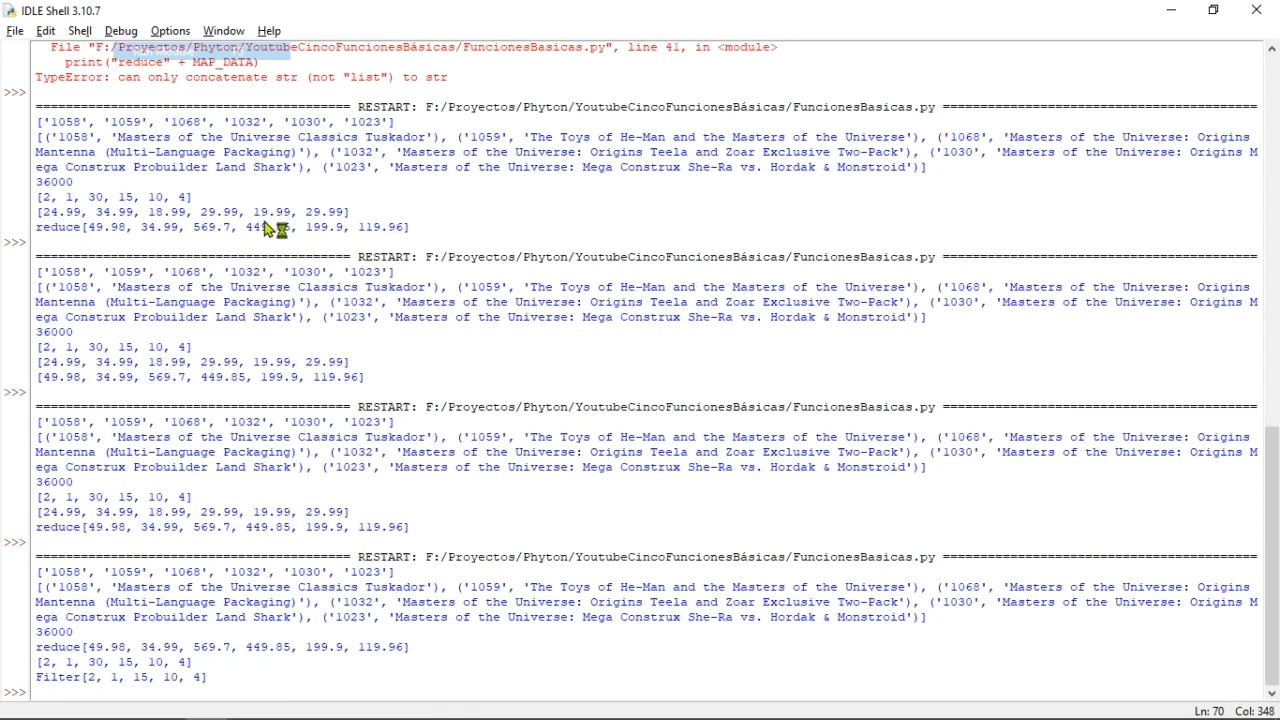 IDLE Shell 3.10.7
File Edit Shell Debug Options Window Help
File "F:/Proyectos/Phyton/YoutubeCincoFuncionesBásicas/FuncionesBasicas.py", line 41, in <module>
print("reduce" + MAP_DATA)
TypeError: can only concatenate str (not "list") to str
>>>
========================================== RESTART: F:/Proyectos/Phyton/YoutubeCincoFuncionesBásicas/FuncionesBasicas.py ==========================================
['1058', '1059', '1068', '1032', '1030', '1023']
[('1058', 'Masters of the Universe Classics Tuskador'), ('1059', 'The Toys of He-Man and the Masters of the Universe'), ('1068', 'Masters of the Universe: Origins
Mantenna (Multi-Language Packaging)'), ('1032', 'Masters of the Universe: Origins Teela and Zoar Exclusive Two-Pack'), ('1030', 'Masters of the Universe: Origins M
ega Construx Probuilder Land Shark'), ('1023', 'Masters of the Universe: Mega Construx She-Ra vs. Hordak & Monstroid')]
36000
[2, 1, 30, 15, 10, 4]
[24.99, 34.99, 18.99, 29.99, 19.99, 29.99]
reduce[49.98, 34.99, 569.7, 199.9, 119.96]
>>>
========================================== RESTART: F:/Proyectos/Phyton/YoutubeCincoFuncionesBásicas/FuncionesBasicas.py ==========================================
['1058', '1059', '1068', '1032', '1030', '1023']
[('1058', 'Masters of the Universe Classics Tuskador'), ('1059', 'The Toys of He-Man and the Masters of the Universe'), ('1068', 'Masters of the Universe: Origins
Mantenna (Multi-Language Packaging)'), ('1032', 'Masters of the Universe: Origins Teela and Zoar Exclusive Two-Pack'), ('1030', 'Masters of the Universe: Origins M
ega Construx Probuilder Land Shark'), ('1023', 'Masters of the Universe: Mega Construx She-Ra vs. Hordak & Monstroid')]
36000
[2, 1, 30, 15, 10, 4]
[24.99, 34.99, 18.99, 29.99, 19.99, 29.99]
[49.98, 34.99, 569.7, 449.85, 199.9, 119.96]
>>>
========================================== RESTART: F:/Proyectos/Phyton/YoutubeCincoFuncionesBásicas/FuncionesBasicas.py ==========================================
['1058', '1059', '1068', '1032', '1030', '1023']
[('1058', 'Masters of the Universe Classics Tuskador'), ('1059', 'The Toys of He-Man and the Masters of the Universe'), ('1068', 'Masters of the Universe: Origins
Mantenna (Multi-Language Packaging)'), ('1032', 'Masters of the Universe: Origins Teela and Zoar Exclusive Two-Pack'), ('1030', 'Masters of the Universe: Origins M
ega Construx Probuilder Land Shark'), ('1023', 'Masters of the Universe: Mega Construx She-Ra vs. Hordak & Monstroid')]
36000
[2, 1, 30, 15, 10, 4]
[24.99, 34.99, 18.99, 29.99, 19.99, 29.99]
reduce[49.98, 34.99, 569.7, 449.85, 199.9, 119.96]
>>>
========================================== RESTART: F:/Proyectos/Phyton/YoutubeCincoFuncionesBásicas/FuncionesBasicas.py ==========================================
['1058', '1059', '1068', '1032', '1030', '1023']
[('1058', 'Masters of the Universe Classics Tuskador'), ('1059', 'The Toys of He-Man and the Masters of the Universe'), ('1068', 'Masters of the Universe: Origins
Mantenna (Multi-Language Packaging)'), ('1032', 'Masters of the Universe: Origins Teela and Zoar Exclusive Two-Pack'), ('1030', 'Masters of the Universe: Origins M
ega Construx Probuilder Land Shark'), ('1023', 'Masters of the Universe: Mega Construx She-Ra vs. Hordak & Monstroid')]
36000
reduce[49.98, 34.99, 569.7, 449.85, 199.9, 119.96]
[2, 1, 30, 15, 10, 4]
Filter[2, 1, 15, 10, 4]
>>>
Ln: 70 Col: 348